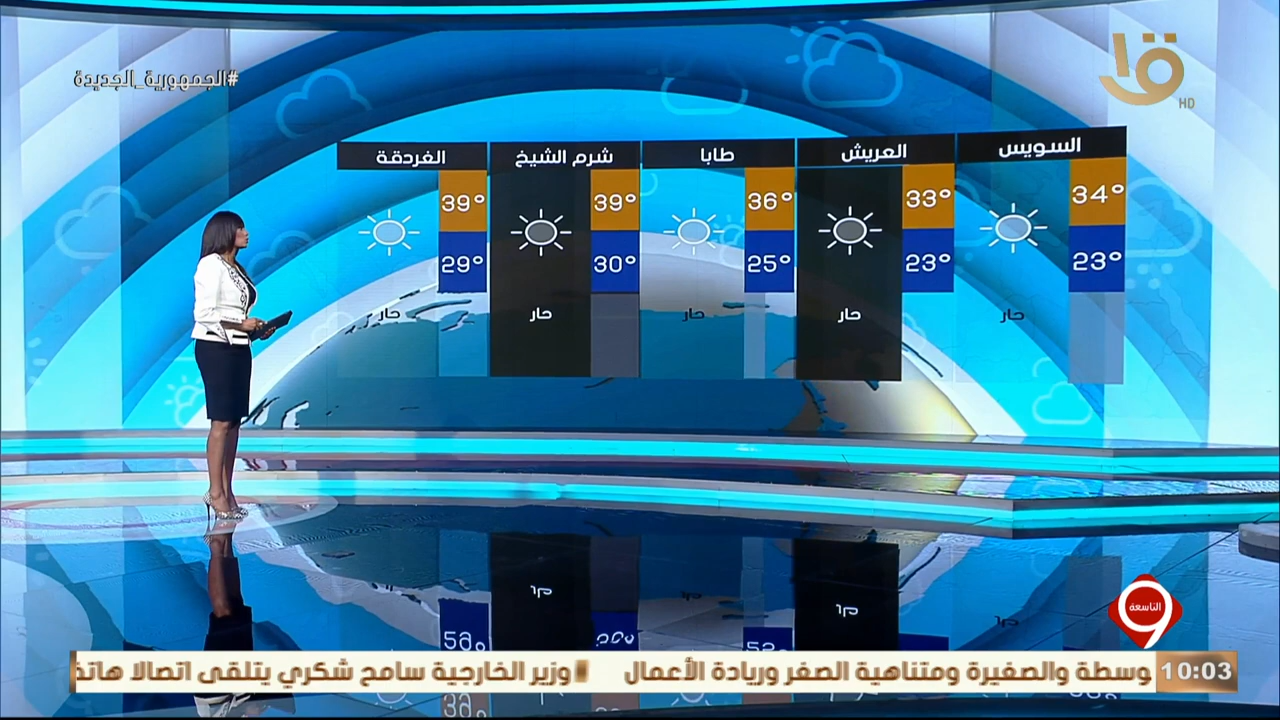 #الجمهورية_الجديدة
HD
السويس
34°
23°
حار
العريش
33°
23°
حار
طابا
36°
25°
حار
شرم الشيخ
39°
30°
حار
الغردقة
39°
29°
حار
التاسعة
9
10:03
وسطة والصغيرة ومتناهية الصغر وريادة الأعمال
وزير الخارجية سامح شكري يتلقى اتصالا هاتف